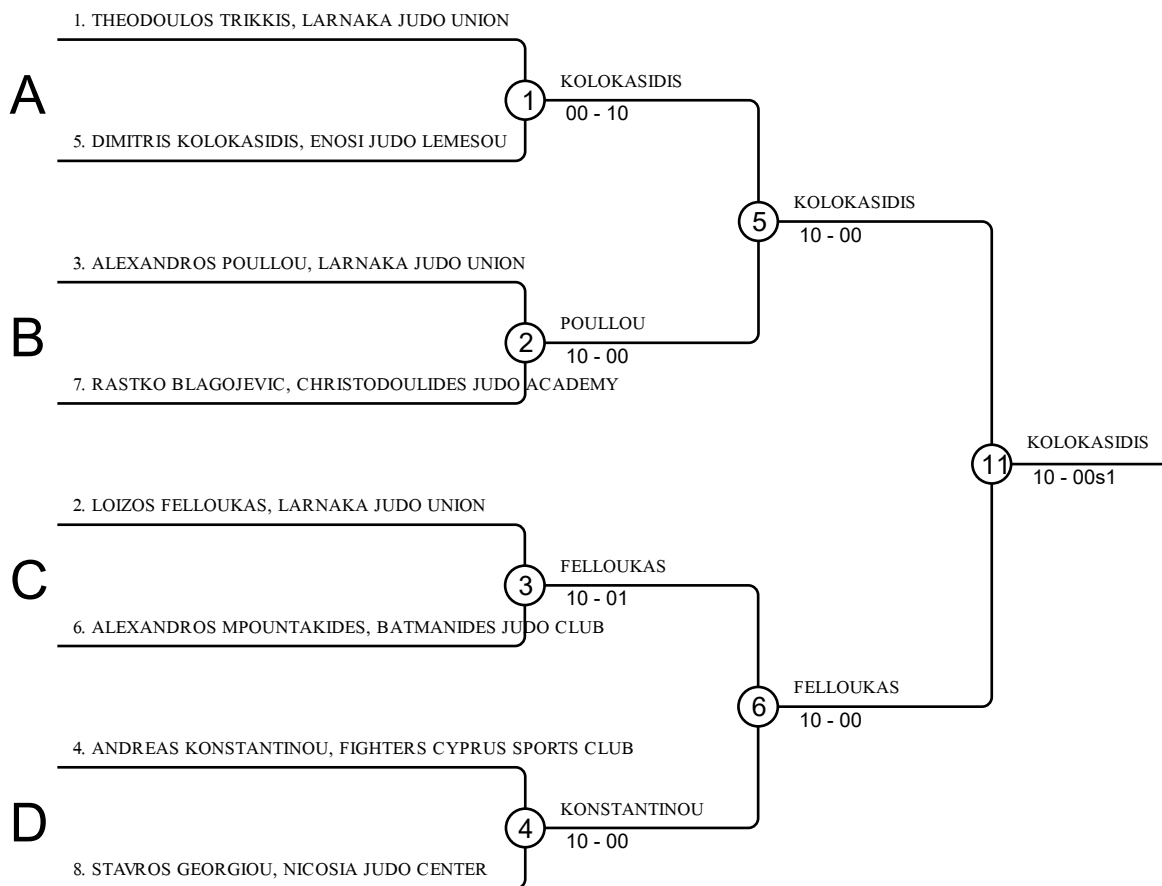 1. THEODOULOS TRIKKIS, LARNAKA JUDO UNION
A
1
KOLOKASIDIS
00 - 10
5. DIMITRIS KOLOKASIDIS, ENOSI JUDO LEMESOU
5
KOLOKASIDIS
10 - 00
3. ALEXANDROS POULLOU, LARNAKA JUDO UNION
B
2
POULLOU
10 - 00
7. RASTKO BLAGOJEVIC, CHRISTODOULIDES JUDO ACADEMY
11
KOLOKASIDIS
10 - 00s1
2. LOIZOS FELLOUKAS, LARNAKA JUDO UNION
C
3
FELLOUKAS
10 - 01
6. ALEXANDROS MPOUNTAKIDES, BATMANIDES JUDO CLUB
6
FELLOUKAS
10 - 00
4. ANDREAS KONSTANTINOU, FIGHTERS CYPRUS SPORTS CLUB
D
4
KONSTANTINOU
10 - 00
8. STAVROS GEORGIOU, NICOSIA JUDO CENTER